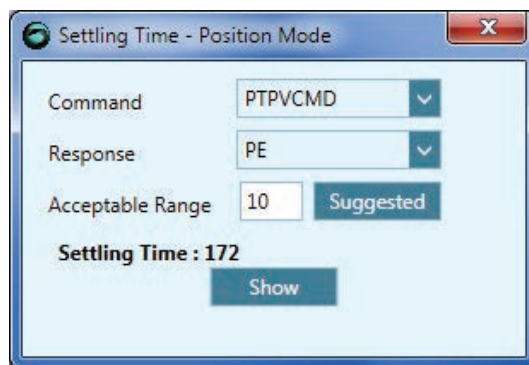 Settling Time - Position Mode
Command PTPVCMD
Response PE
Acceptable Range 10 Suggested
Settling Time : 172
Show